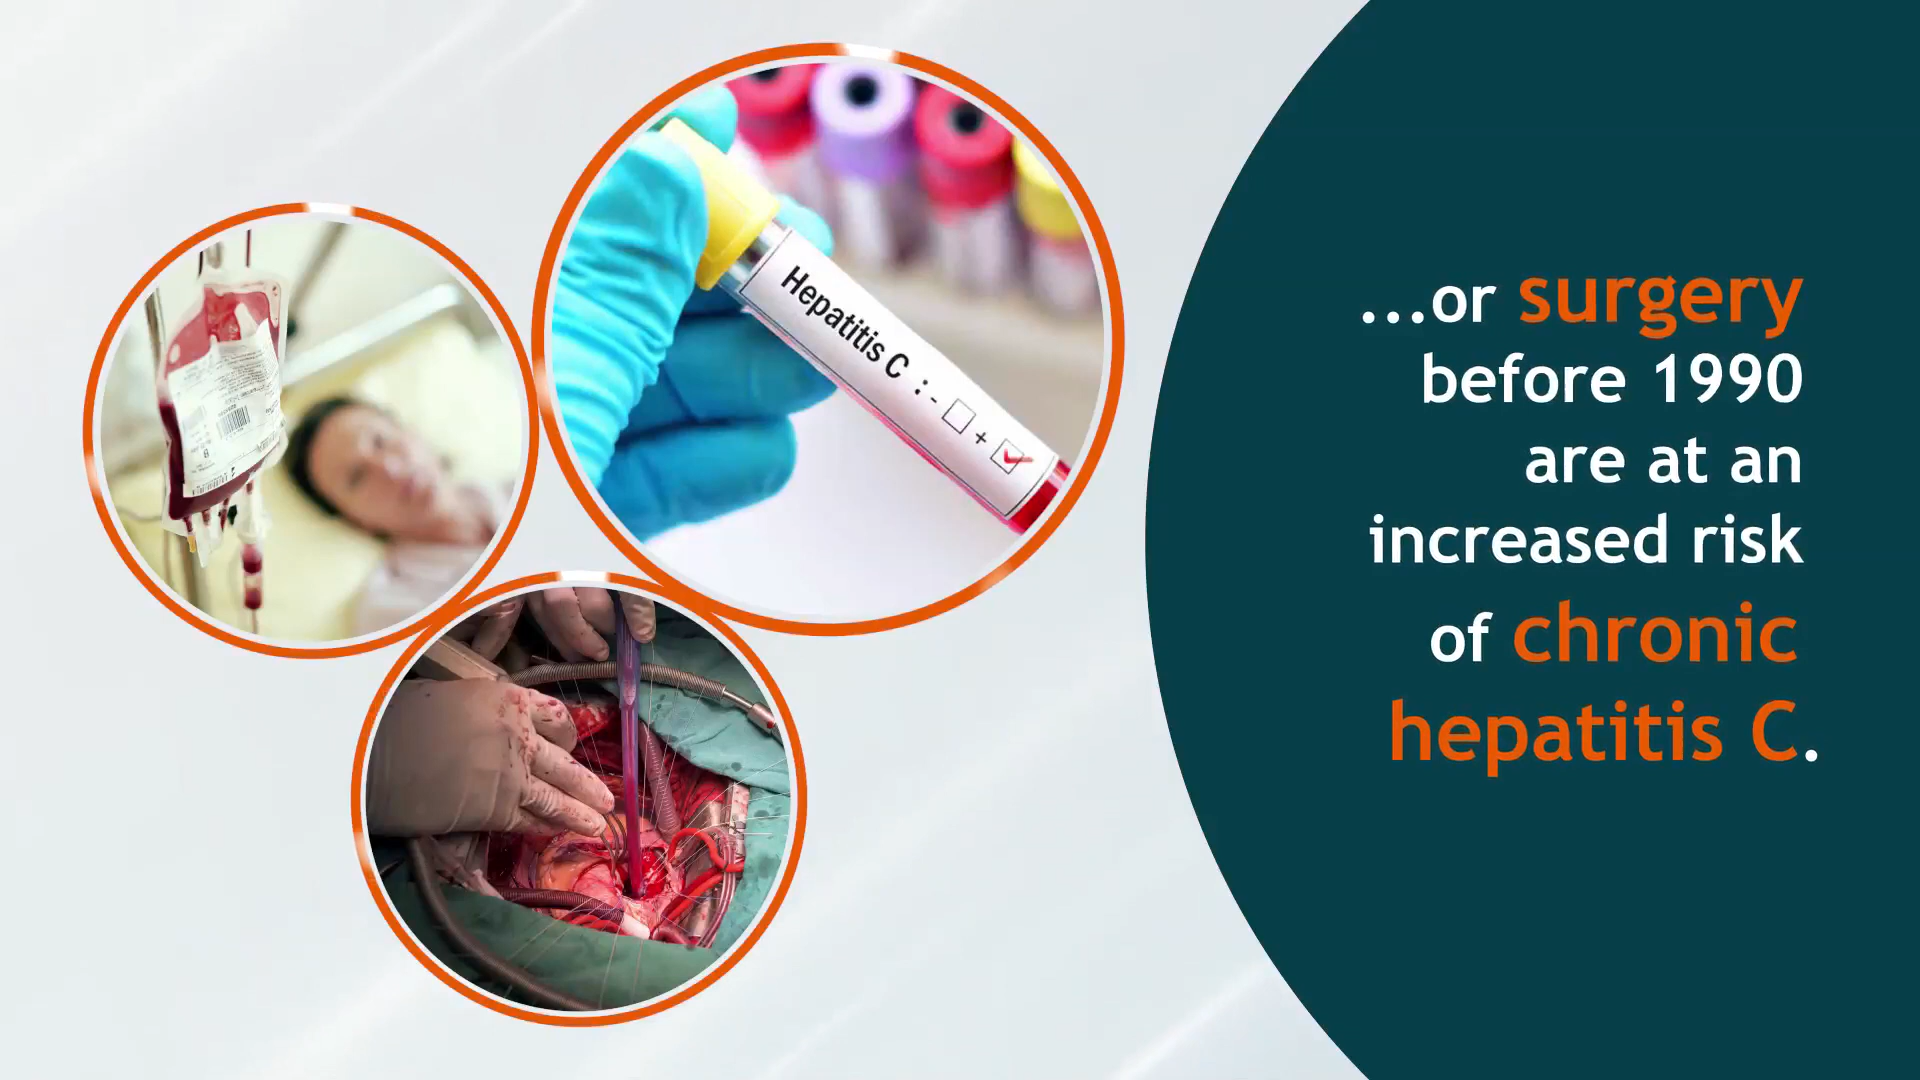 Hepatitis C : - +
...or surgery
before 1990
are at an
increased risk
of chronic
hepatitis C.